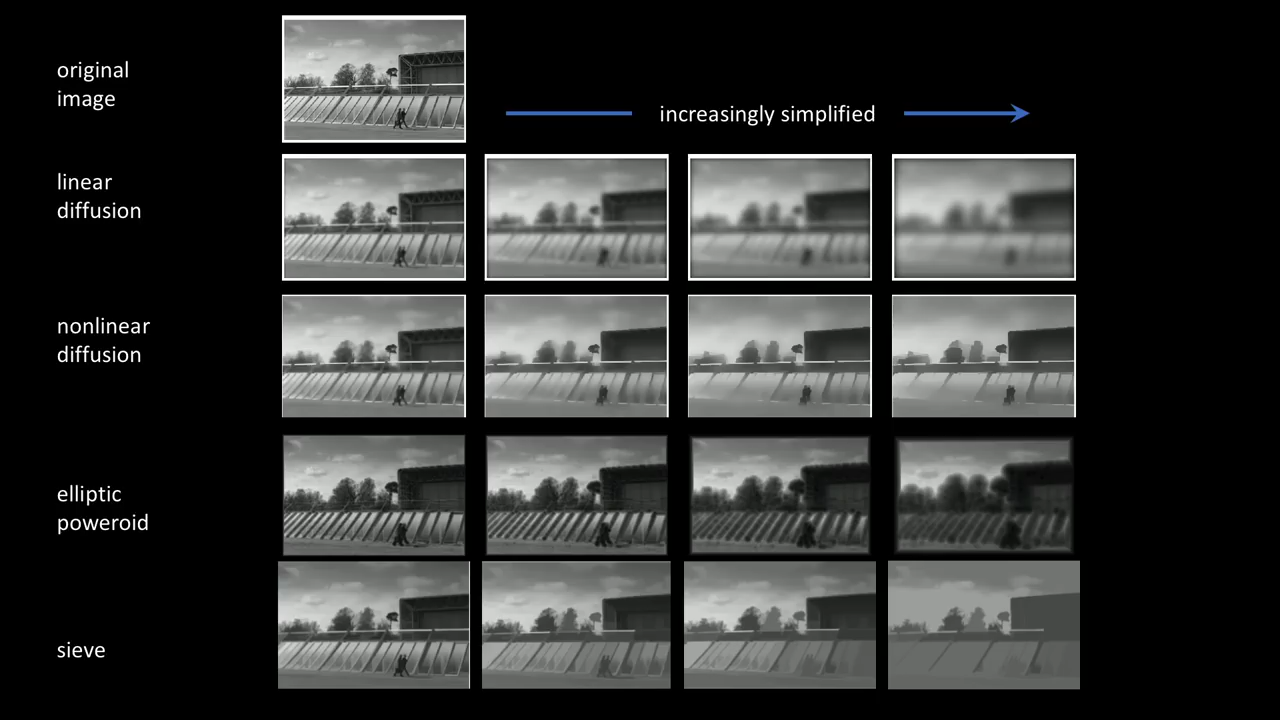 original
image
increasingly simplified
linear
diffusion
nonlinear
diffusion
elliptic
poweroid
sieve